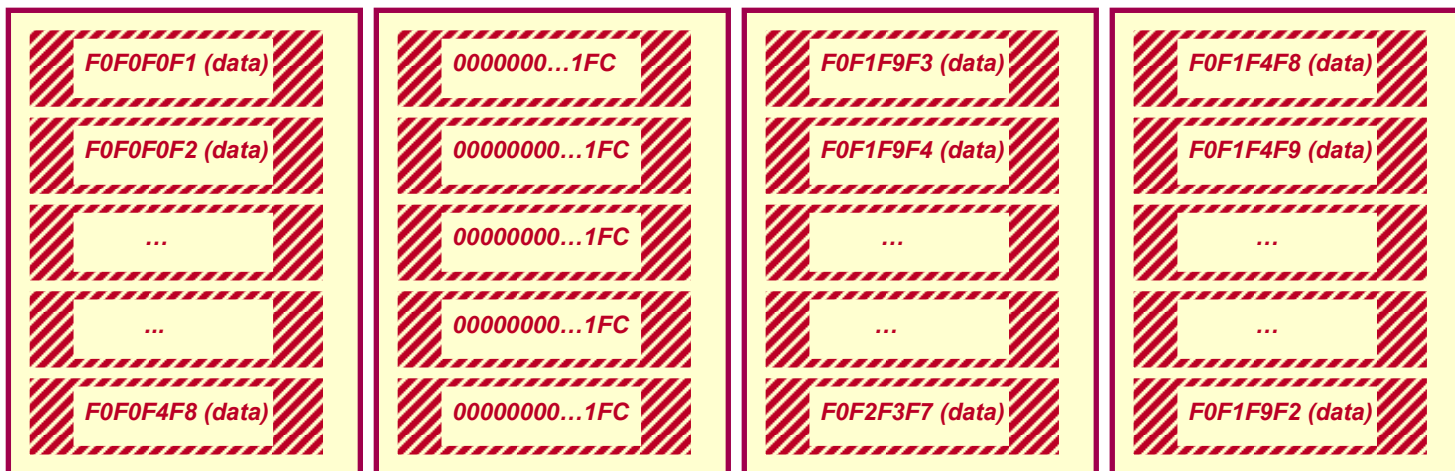 F0F0F0F1 (data)
F0F0F0F2 (data)
…
...
F0F0F4F8 (data)
0000000…1FC
00000000…1FC
00000000…1FC
00000000…1FC
00000000…1FC
F0F1F9F3 (data)
F0F1F9F4 (data)
…
…
F0F2F3F7 (data)
F0F1F4F8 (data)
F0F1F4F9 (data)
…
…
F0F1F9F2 (data)